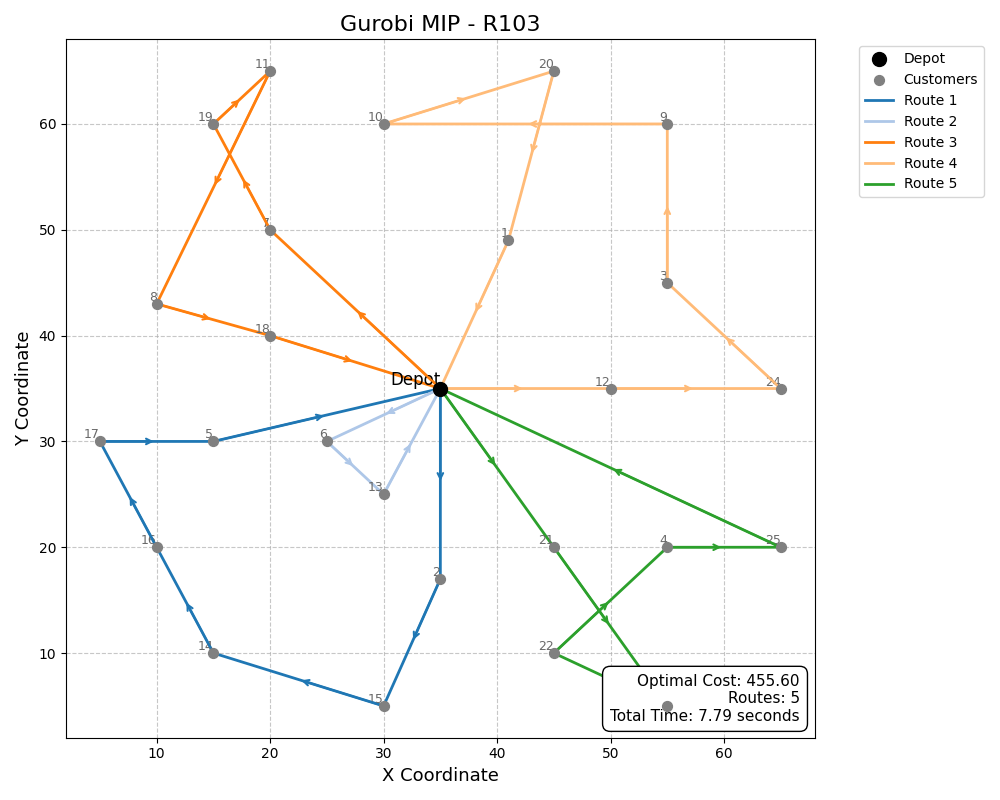 Gurobi MIP - R103
Depot
Customers
Route 1
Route 2
Route 3
Route 4
Route 5
11
20
19
10
9
60
7
1
50
3
8
18
40
Depot
12
24
17
5
6
30
13
16
21
4
25
20
2
14
22
10
15
Optimal Cost: 455.60
Routes: 5
Total Time: 7.79 seconds
10
20
30
40
50
60
X Coordinate
Y Coordinate